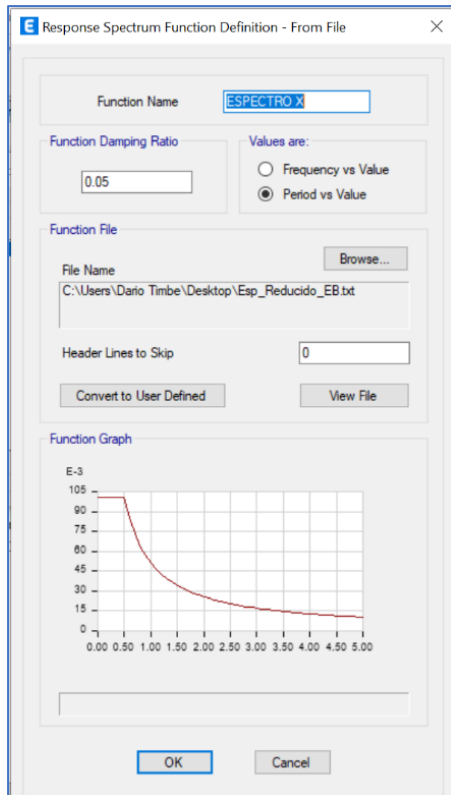 E Response Spectrum Function Definition - From File
Function Name
ESPECTRO X
Function Damping Ratio
0.05
Values are:
Frequency vs Value
Period vs Value
Function File
Browse...
File Name
C:\Users\Dario Timbe\Desktop\Esp_Reducido_EB.txt
Header Lines to Skip
0
Convert to User Defined
View File
Function Graph
E-3
105
90
75
60
45
30
15
0
0.00 0.50 1.00 1.50 2.00 2.50 3.00 3.50 4.00 4.50 5.00
OK
Cancel